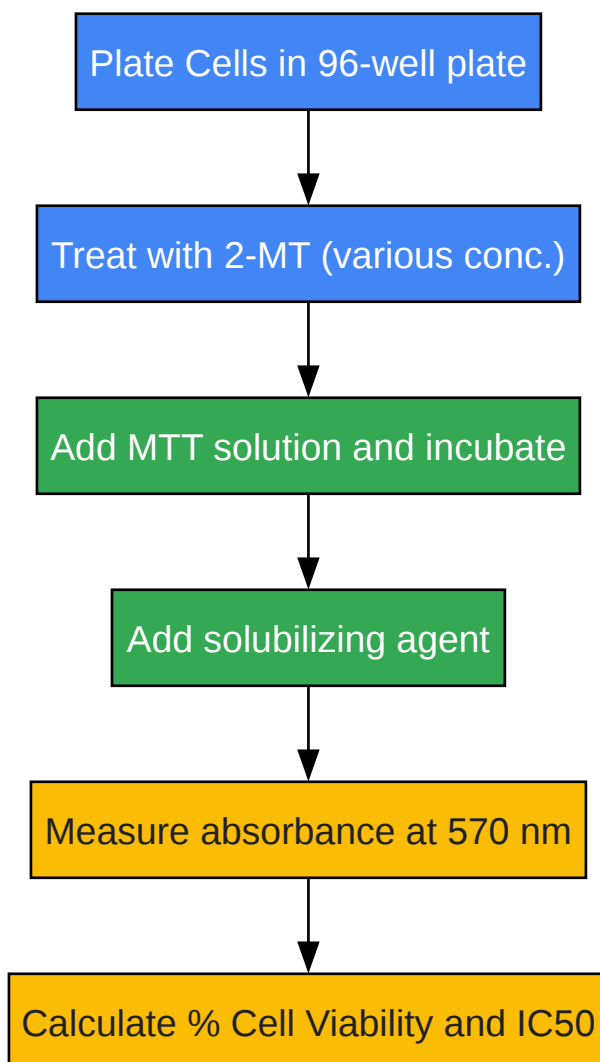 Plate Cells in 96-well plate
Treat with 2-MT (various conc.)
Add MTT solution and incubate
Add solubilizing agent
Measure absorbance at 570 nm
Calculate % Cell Viability and IC50